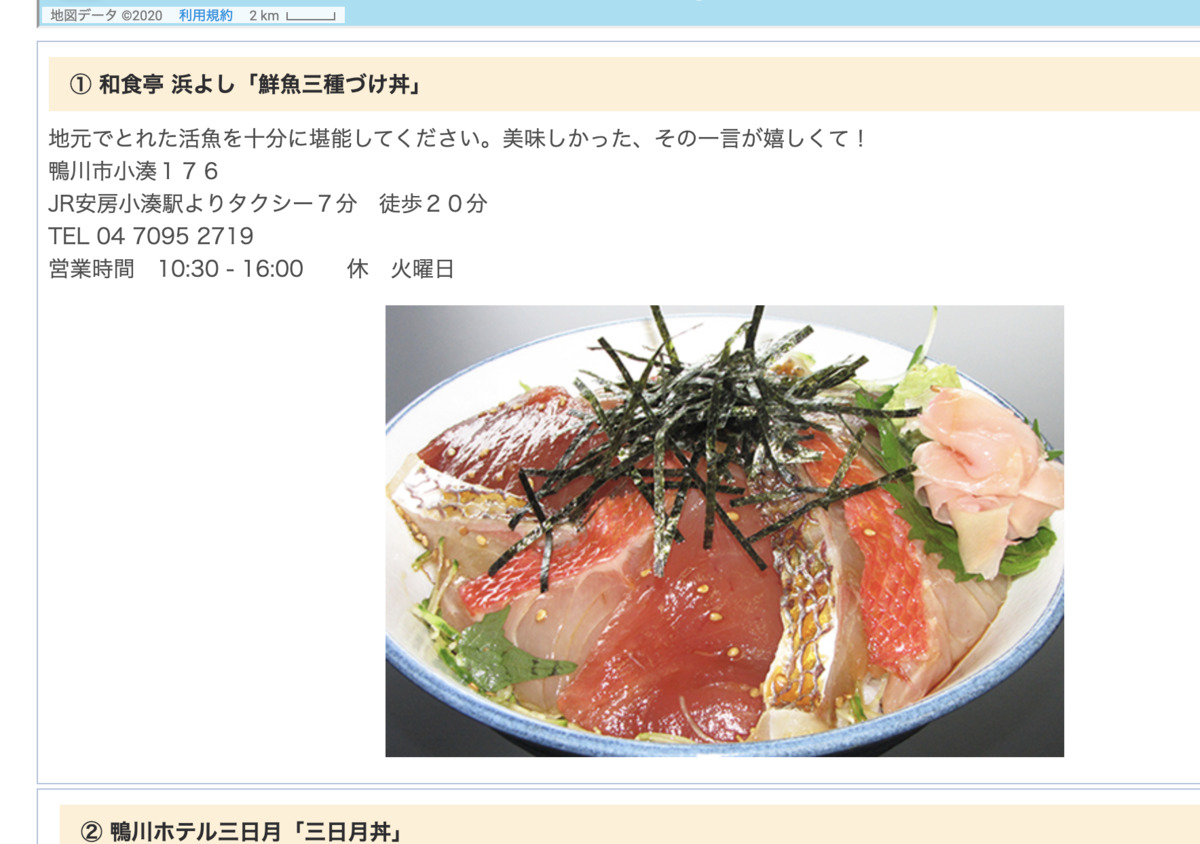 地図データ ©2020 利用規約 2 km
① 和食亭 浜よし「鮮魚三種づけ丼」
地元でとれた活魚を十分に堪能してください。美味しかった、その一言が嬉しくて！
鴨川市小湊１７６
JR安房小湊駅よりタクシー７分　徒歩２０分
TEL 04 7095 2719
営業時間　10:30 - 16:00　　休　火曜日
② 鴨川ホテル三日月「三日月丼」